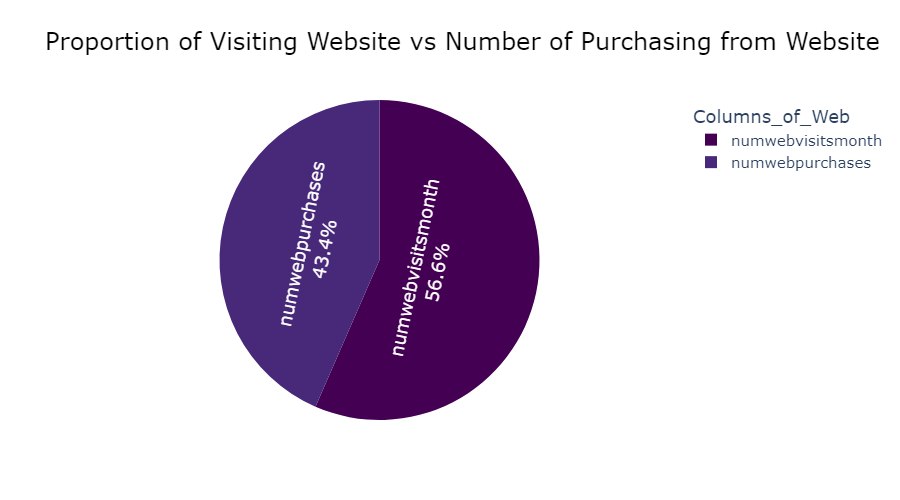 Proportion of Visiting Website vs Number of Purchasing from Website
Columns_of_Web
numwebvisitsmonth
numwebpurchases
numwebpurchases
43.4%
numwebvisitsmonth
56.6%